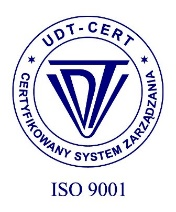 UDT-CERT
UDT
CERTYFIKOWANY SYSTEM ZARZĄDZANIA
ISO 9001